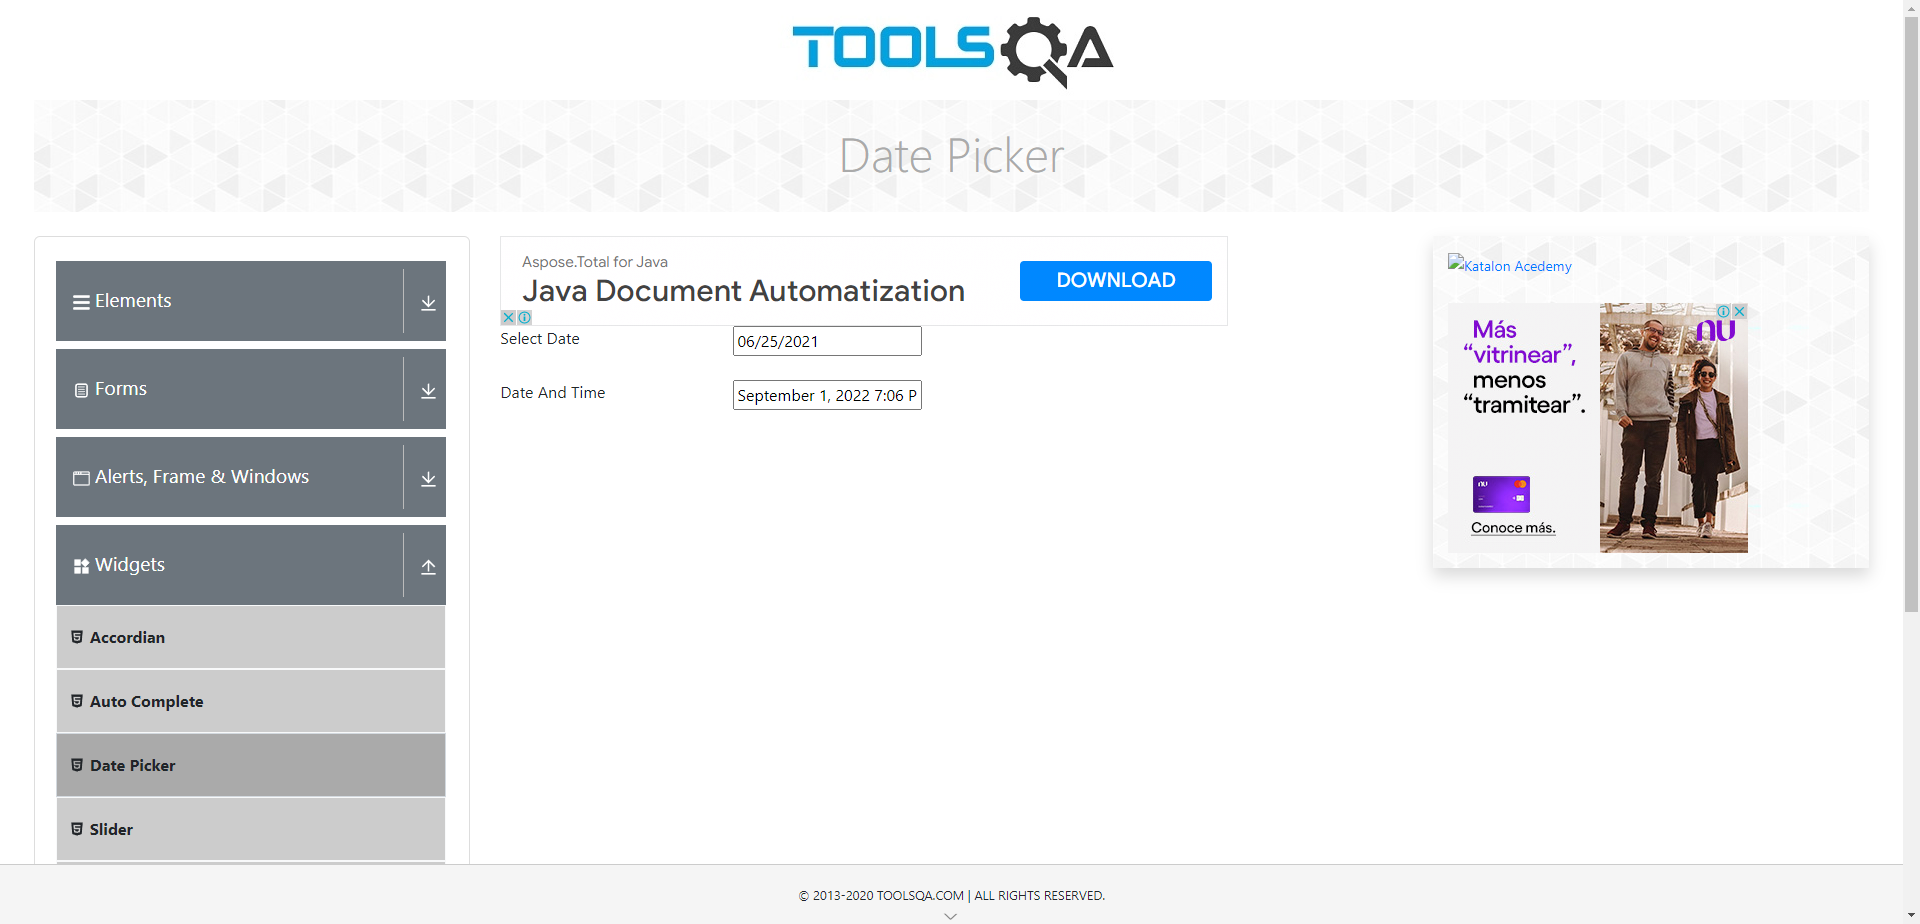 TOOLSQA
Date Picker
Elements
Forms
Alerts, Frame & Windows
Widgets
Accordian
Auto Complete
Date Picker
Slider
Aspose.Total for Java
Java Document Automatization
DOWNLOAD
Select Date
06/25/2021
Date And Time
September 1, 2022 7:06 P
Katalon Acedemy
Más
“vitrinear”,
menos
“tramitear”.
nu
nu
Conoce más.
© 2013-2020 TOOLSQA.COM | ALL RIGHTS RESERVED.